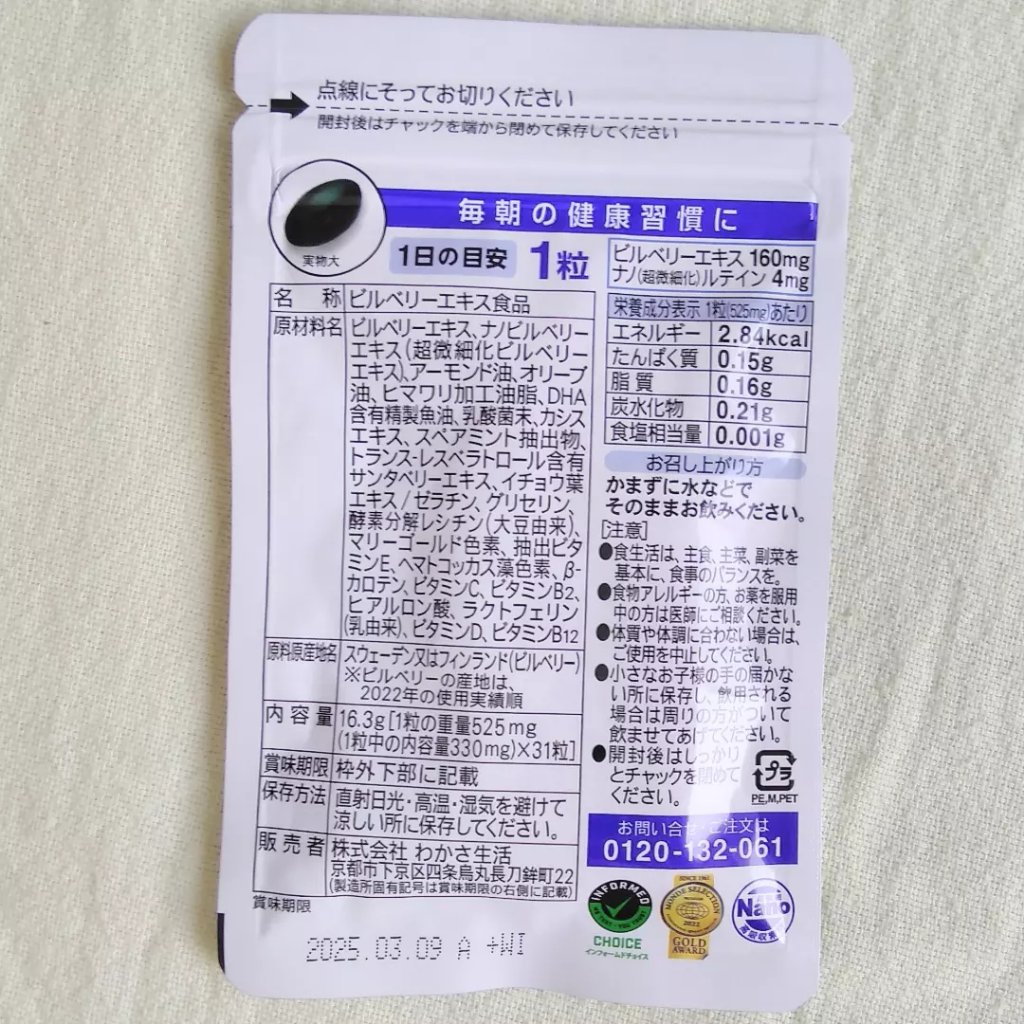 点線にそってお切りください
開封後はチャックを端から閉めて保存してください
実物大
毎朝の健康習慣に
1日の目安 1粒
ビルベリーエキス 160mg
ナノ(超微細化)ルテイン 4mg
名称 ビルベリーエキス食品
原材料名 ビルベリーエキス、ナノビルベリー
エキス(超微細化ビルベリー
エキス)、アーモンド油、オリーブ
油、ヒマワリ加工油脂、DHA
含有精製魚油、乳酸菌末、カシス
エキス、スペアミント抽出物、
トランス-レスベラトロール含有
サンタベリーエキス、イチョウ葉
エキス/ゼラチン、グリセリン、
酵素分解レシチン(大豆由来)、
マリーゴールド色素、抽出ビタ
ミンE、ヘマトコッカス藻色素、β-
カロテン、ビタミンC、ビタミンB2、
ヒアルロン酸、ラクトフェリン
(乳由来)、ビタミンD、ビタミンB12
原料原産地名 スウェーデン又はフィンランド(ビルベリー)
※ビルベリーの産地は、
2022年の使用実績順
内容量 16.3g[1粒の重量525mg
(1粒中の内容量330mg)×31粒]
賞味期限 枠外下部に記載
保存方法 直射日光・高温・湿気を避けて
涼しい所に保存してください。
販売者 株式会社 わかさ生活
京都市下京区四条烏丸長刀鉾町22
(製造所固有記号は賞味期限の右側に記載)
賞味期限
2025.03.09 A +WI
栄養成分表示 1粒(525mg)あたり
エネルギー 2.84kcal
たんぱく質 0.15g
脂質 0.16g
炭水化物 0.21g
食塩相当量 0.001g
お召し上がり方
かまずに水などで
そのままお飲みください。
[注意]
●食生活は、主食、主菜、副菜を
基本に、食事のバランスを。
●食物アレルギーの方、お薬を服用
中の方は医師にご相談ください。
●体質や体調に合わない場合は、
ご使用を中止してください。
●小さなお子様の手の届かな
い所に保存し、飲用される
場合は周りの方がついて
飲ませてあげてください。
●開封後はしっかり
とチャックを閉めて
ください。
プラ
PE,M,PET
お問い合せ・ご注文は
0120-132-061
INFORMED
WE TEST · YOU TRUST
CHOICE
インフォームドチョイス
SINCE 1961
MONDE SELECTION
2022
GOLD
AWARD
Nano